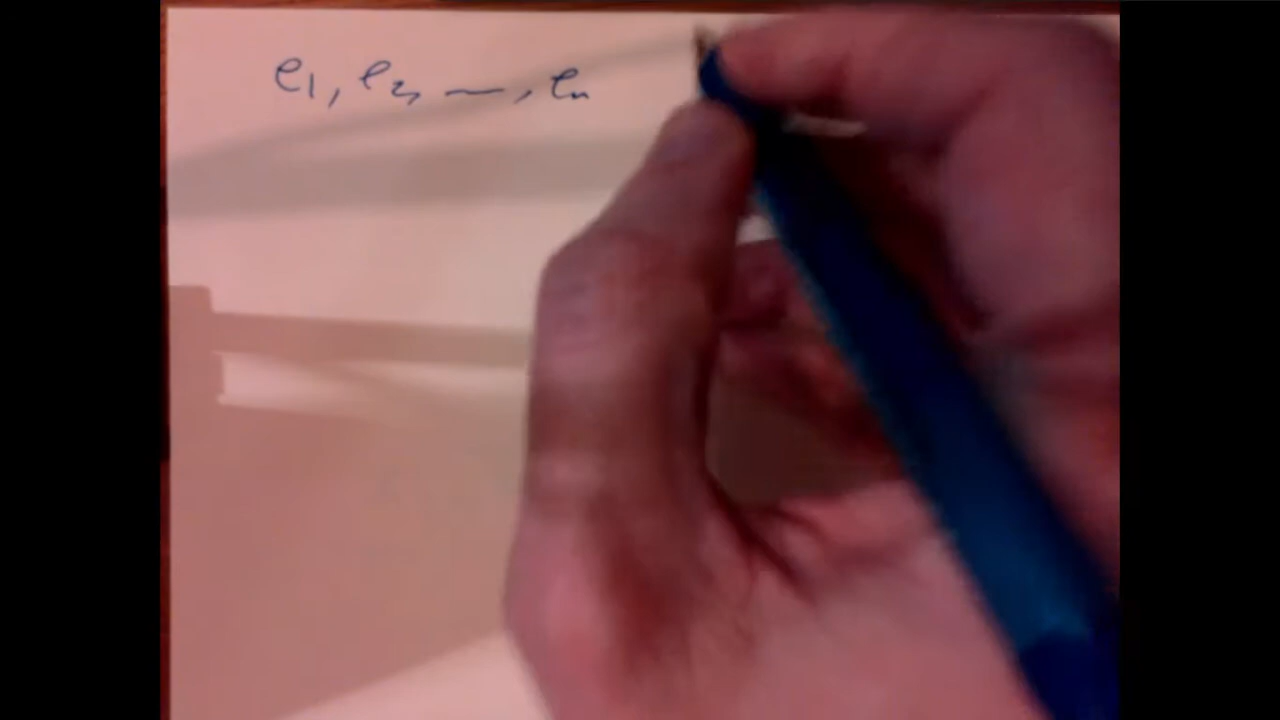 e₁, e₂, —, eₙ